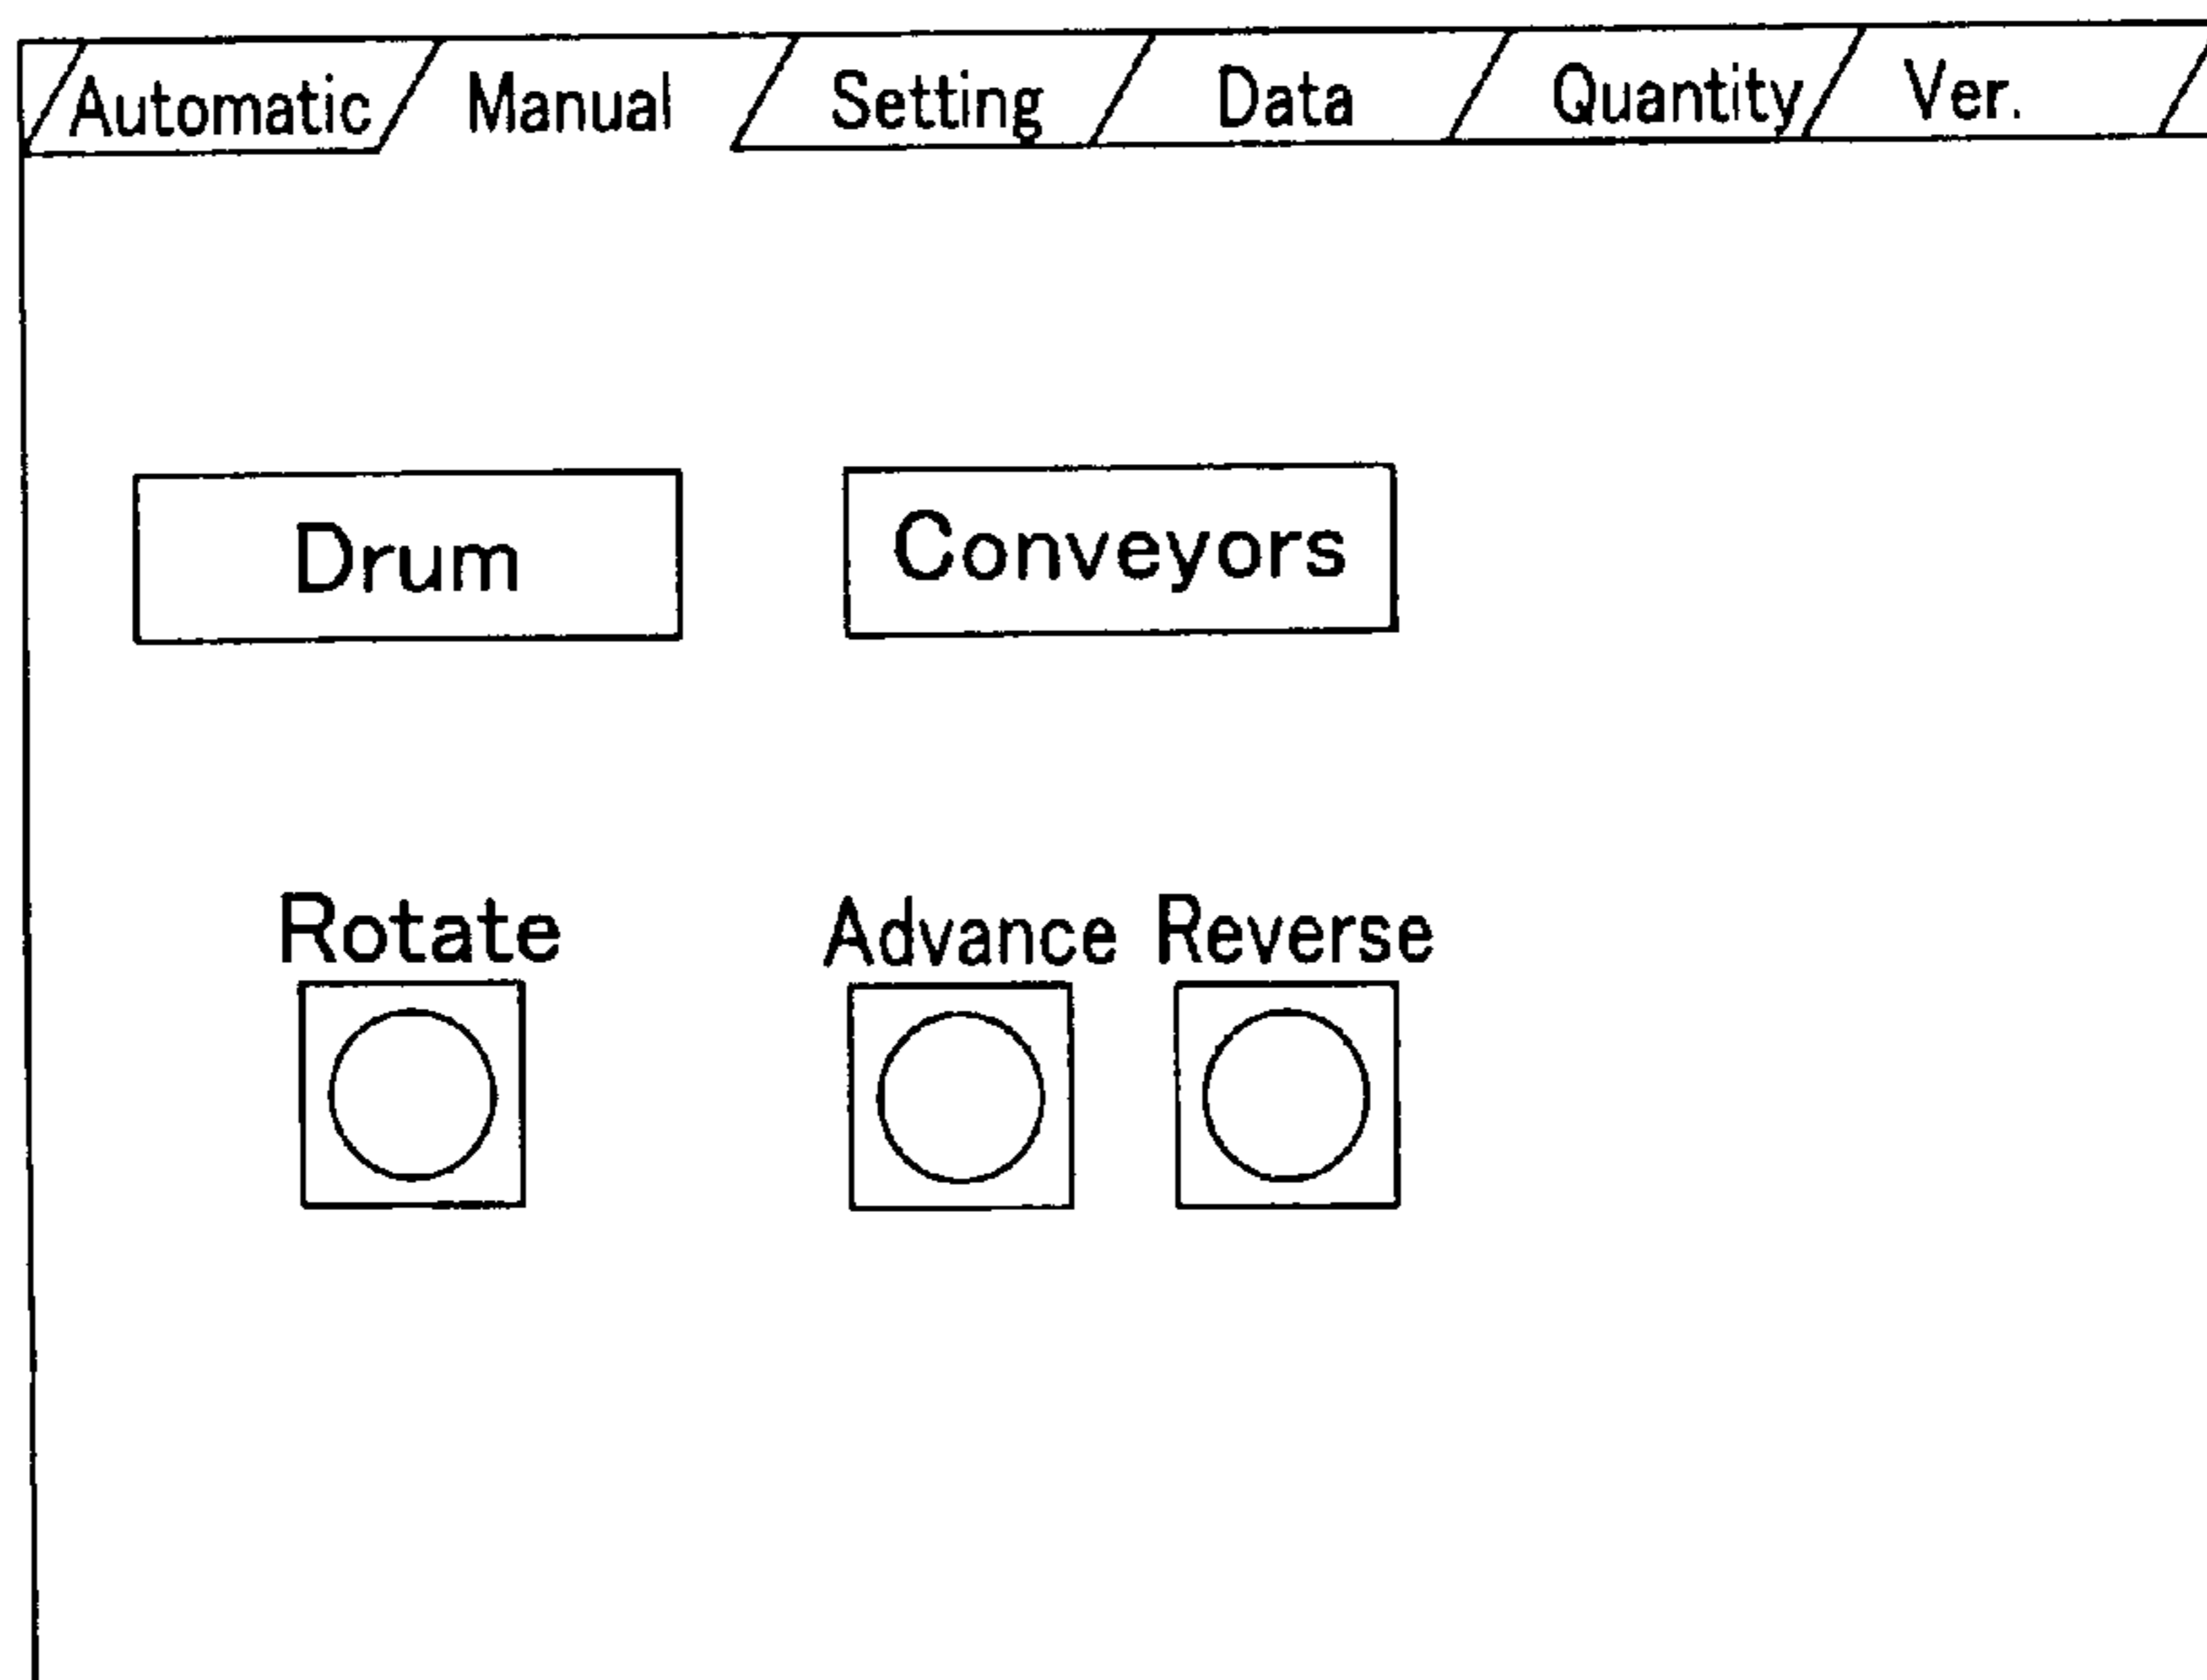 Automatic Manual Setting Data Quantity Ver.
Drum Conveyors
Rotate Advance Reverse